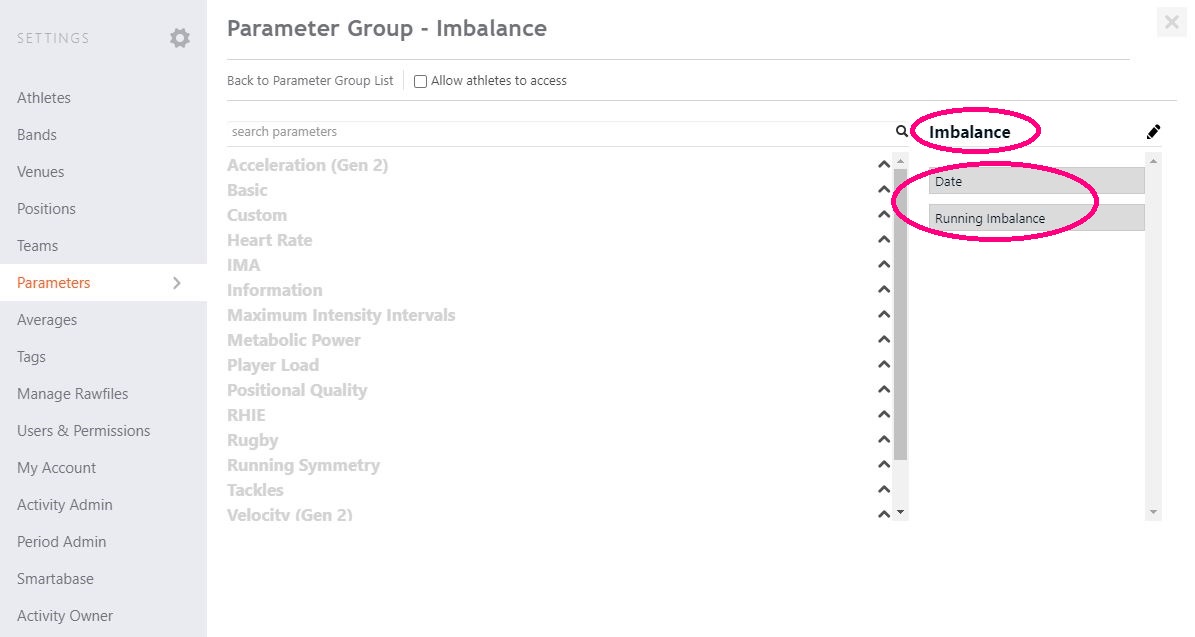 SETTINGS
Athletes
Bands
Venues
Positions
Teams
Parameters
Averages
Tags
Manage Rawfiles
Users & Permissions
My Account
Activity Admin
Period Admin
Smartabase
Activity Owner
Parameter Group - Imbalance
Back to Parameter Group List
Allow athletes to access
search parameters
Acceleration (Gen 2)
Basic
Custom
Heart Rate
IMA
Information
Maximum Intensity Intervals
Metabolic Power
Player Load
Positional Quality
RHIE
Rugby
Running Symmetry
Tackles
Velocity (Gen 2)
Imbalance
Date
Running Imbalance